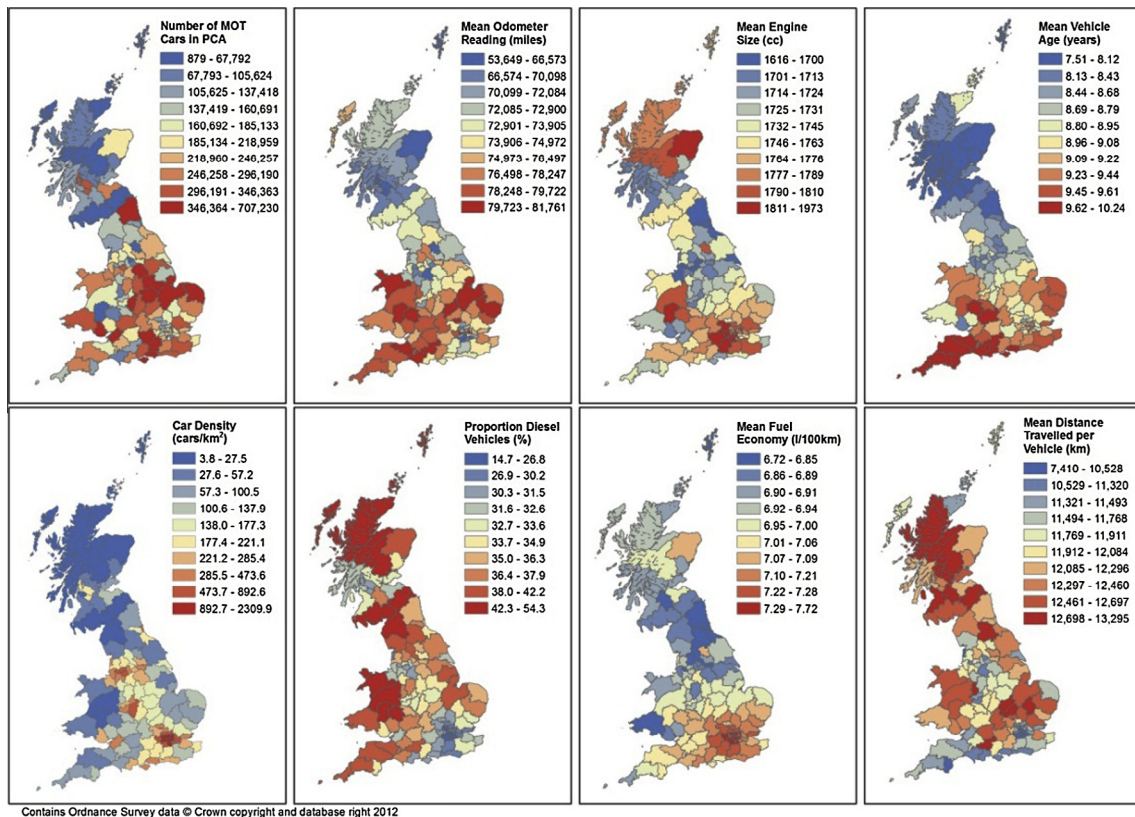 Number of MOT
Cars in PCA
879 - 67,792
67,793 - 105,624
105,625 - 137,418
137,419 - 160,691
160,692 - 185,133
185,134 - 218,959
218,960 - 246,257
246,258 - 296,190
296,191 - 346,363
346,364 - 707,230
Mean Odometer
Reading (miles)
53,649 - 66,573
66,574 - 70,098
70,099 - 72,084
72,085 - 72,900
72,901 - 73,905
73,906 - 74,972
74,973 - 76,497
76,498 - 78,247
78,248 - 79,722
79,723 - 81,761
Mean Engine
Size (cc)
1616 - 1700
1701 - 1713
1714 - 1724
1725 - 1731
1732 - 1745
1746 - 1763
1764 - 1776
1777 - 1789
1790 - 1810
1811 - 1973
Mean Vehicle
Age (years)
7.51 - 8.12
8.13 - 8.43
8.44 - 8.68
8.69 - 8.79
8.80 - 8.95
8.96 - 9.08
9.09 - 9.22
9.23 - 9.44
9.45 - 9.61
9.62 - 10.24
Car Density
(cars/km²)
3.8 - 27.5
27.6 - 57.2
57.3 - 100.5
100.6 - 137.9
138.0 - 177.3
177.4 - 221.1
221.2 - 285.4
285.5 - 473.6
473.7 - 892.6
892.7 - 2309.9
Proportion Diesel
Vehicles (%)
14.7 - 26.8
26.9 - 30.2
30.3 - 31.5
31.6 - 32.6
32.7 - 33.6
33.7 - 34.9
35.0 - 36.3
36.4 - 37.9
38.0 - 42.2
42.3 - 54.3
Mean Fuel
Economy (l/100km)
6.72 - 6.85
6.86 - 6.89
6.90 - 6.91
6.92 - 6.94
6.95 - 7.00
7.01 - 7.06
7.07 - 7.09
7.10 - 7.21
7.22 - 7.28
7.29 - 7.72
Mean Distance
Travelled per
Vehicle (km)
7,410 - 10,528
10,529 - 11,320
11,321 - 11,493
11,494 - 11,768
11,769 - 11,911
11,912 - 12,084
12,085 - 12,296
12,297 - 12,460
12,461 - 12,697
12,698 - 13,295
Contains Ordnance Survey data © Crown copyright and database right 2012